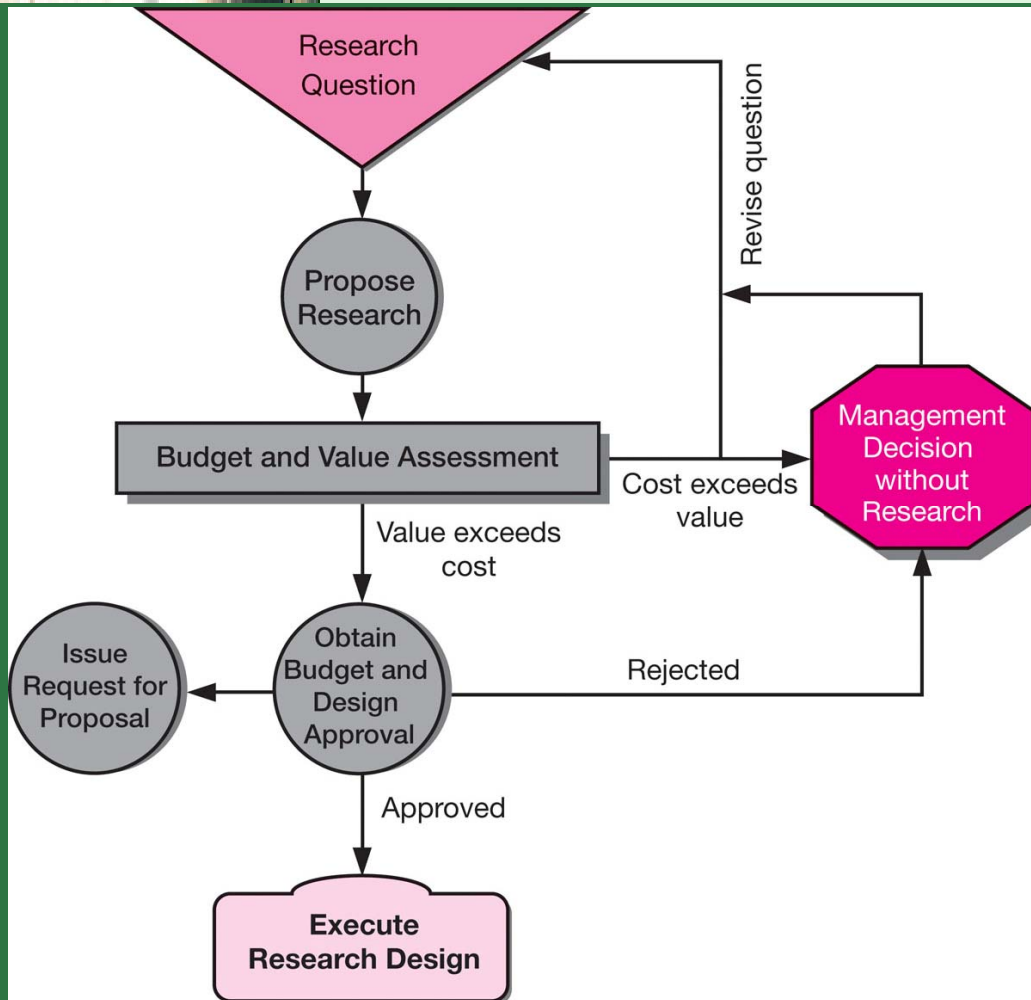 Research
Question
Revise question
Propose
Research
Management
Decision
without
Research
Budget and Value Assessment
Cost exceeds
value
Value exceeds
cost
Issue
Request for
Proposal
Obtain
Budget and
Design
Approval
Rejected
Approved
Execute
Research Design